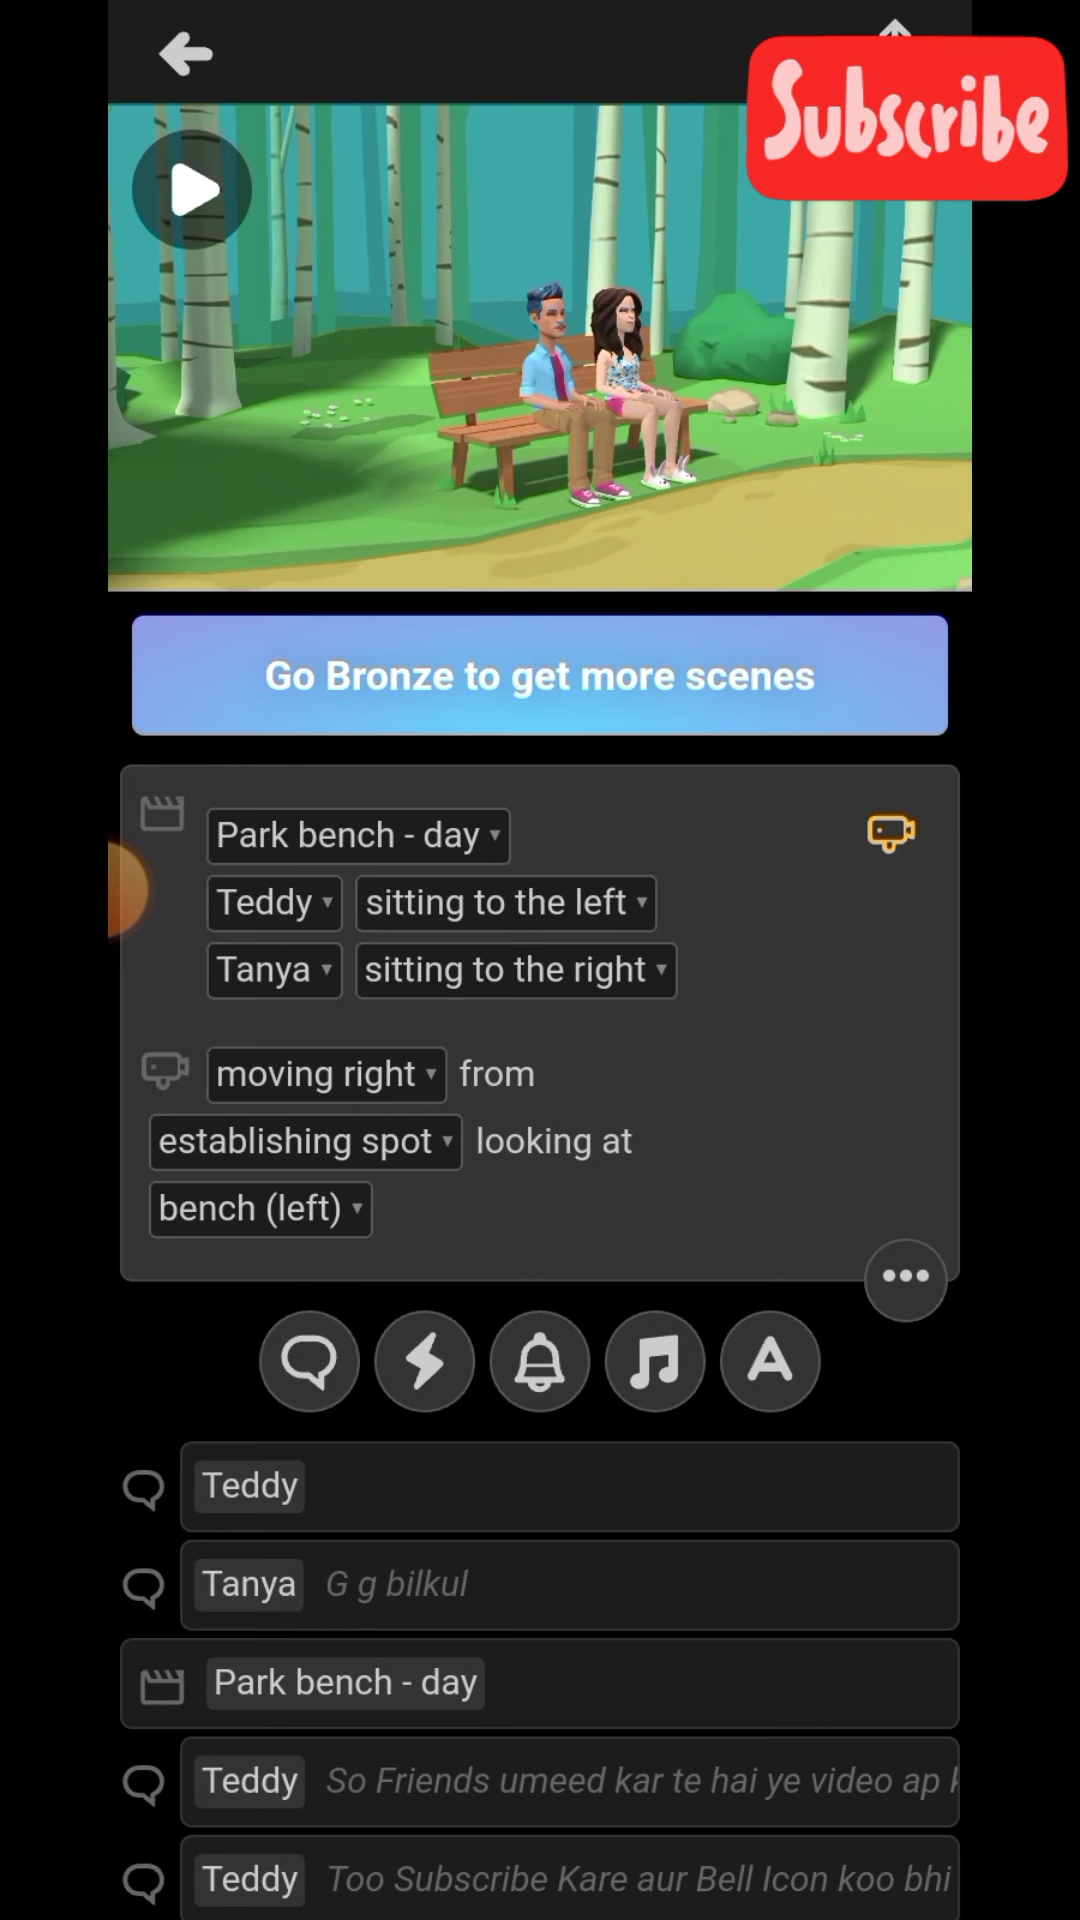 Subscribe
Go Bronze to get more scenes
Park bench - day
Teddy sitting to the left
Tanya sitting to the right
moving right from
establishing spot looking at
bench (left)
A
Teddy
Tanya G g bilkul
Park bench - day
Teddy So Friends umeed kar te hai ye video ap
Teddy Too Subscribe Kare aur Bell Icon koo bhi